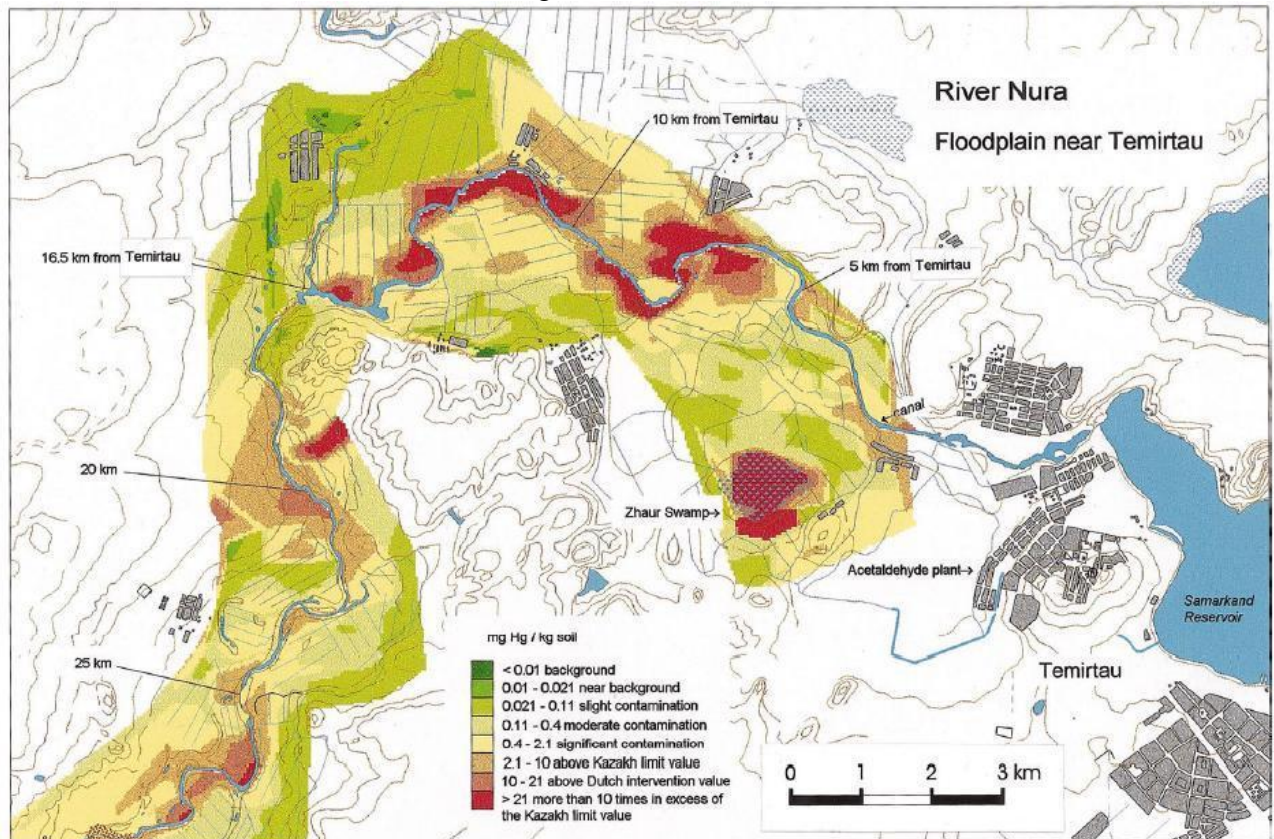 River Nura
Floodplain near Temirtau
10 km from Temirtau
16.5 km from Temirtau
5 km from Temirtau
canal
20 km
Zhaur Swamp
Acetaldehyde plant
Samarkand
Reservoir
25 km
Temirtau
mg Hg / kg soil
< 0.01 background
0.01 - 0.021 near background
0.021 - 0.11 slight contamination
0.11 - 0.4 moderate contamination
0.4 - 2.1 significant contamination
2.1 - 10 above Kazakh limit value
10 - 21 above Dutch intervention value
> 21 more than 10 times in excess of
the Kazakh limit value
0 1 2 3 km